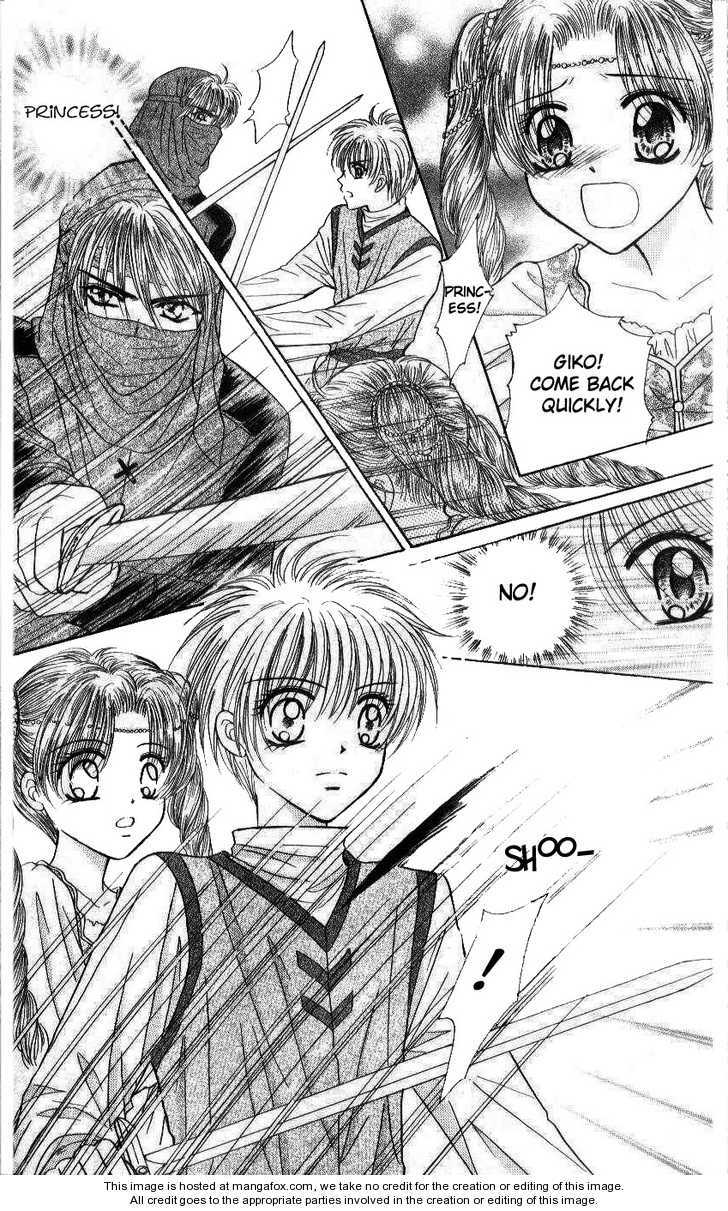 PRINCESS!
PRINC-
ESS!
GIKO!
COME BACK
QUICKLY!
NO!
SHOO-
!
This image is hosted at mangafox.com, we take no credit for the creation or editing of this image.
All credit goes to the appropriate parties involved in the creation or editing of this image.